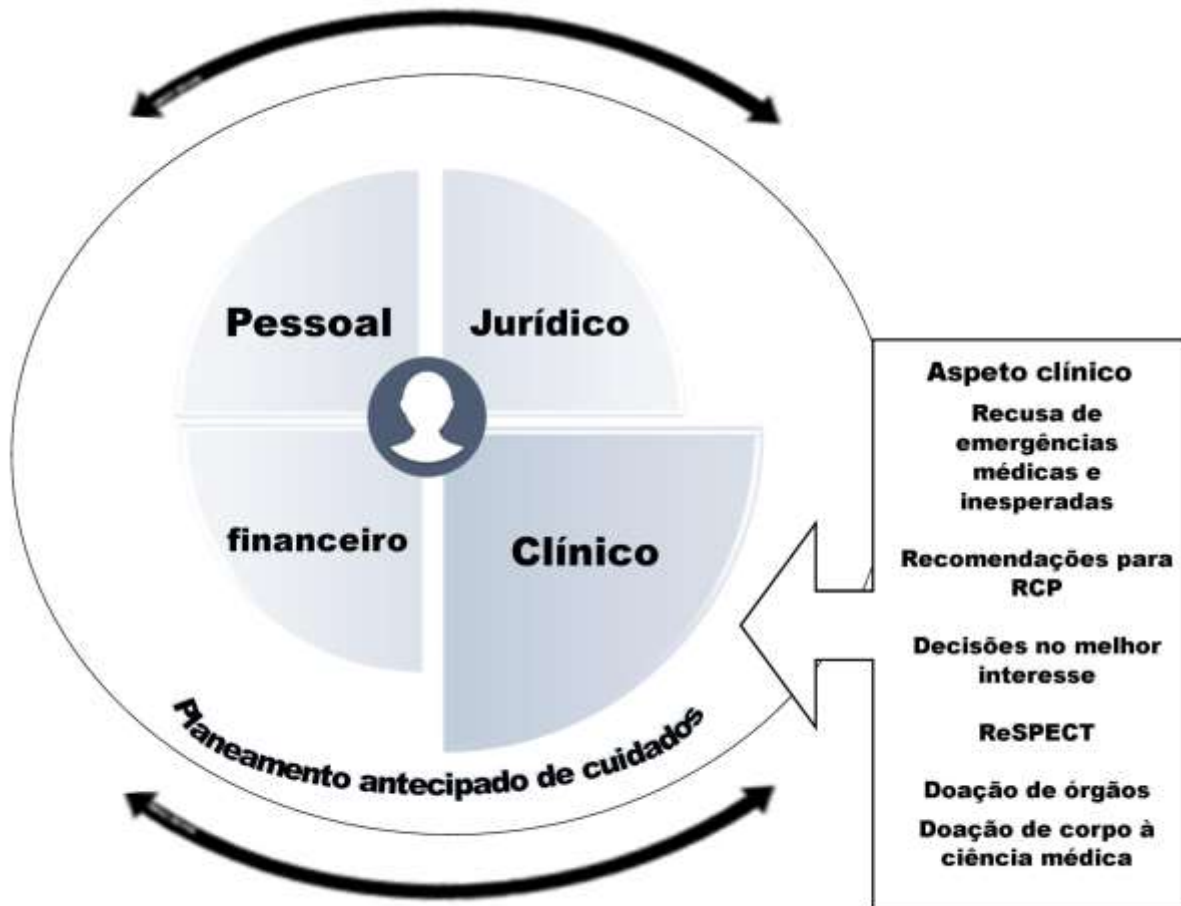 Pessoal
Jurídico
financeiro
Clínico
Planeamento antecipado de cuidados
Aspeto clínico
Recusa de
emergências
médicas e
inesperadas
Recomendações para
RCP
Decisões no melhor
interesse
ReSPECT
Doação de órgãos
Doação de corpo à
ciência médica